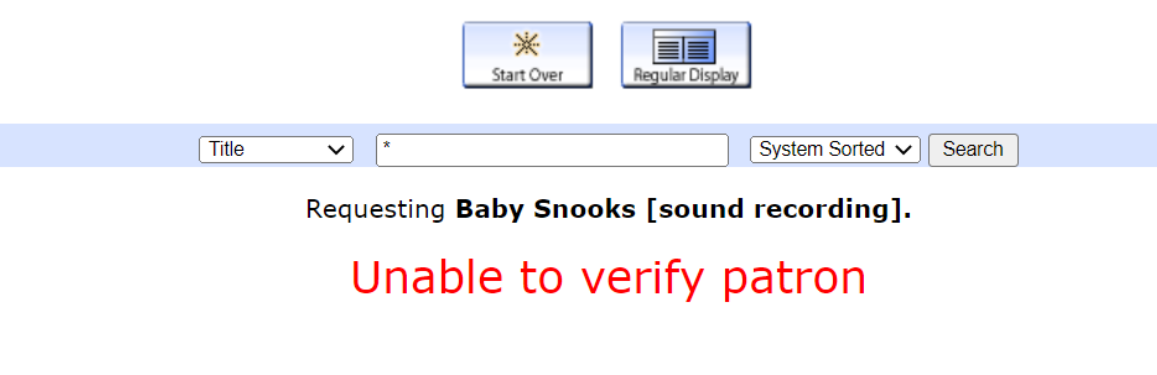 Start Over Regular Display
Title * System Sorted Search
Requesting Baby Snooks [sound recording].
Unable to verify patron